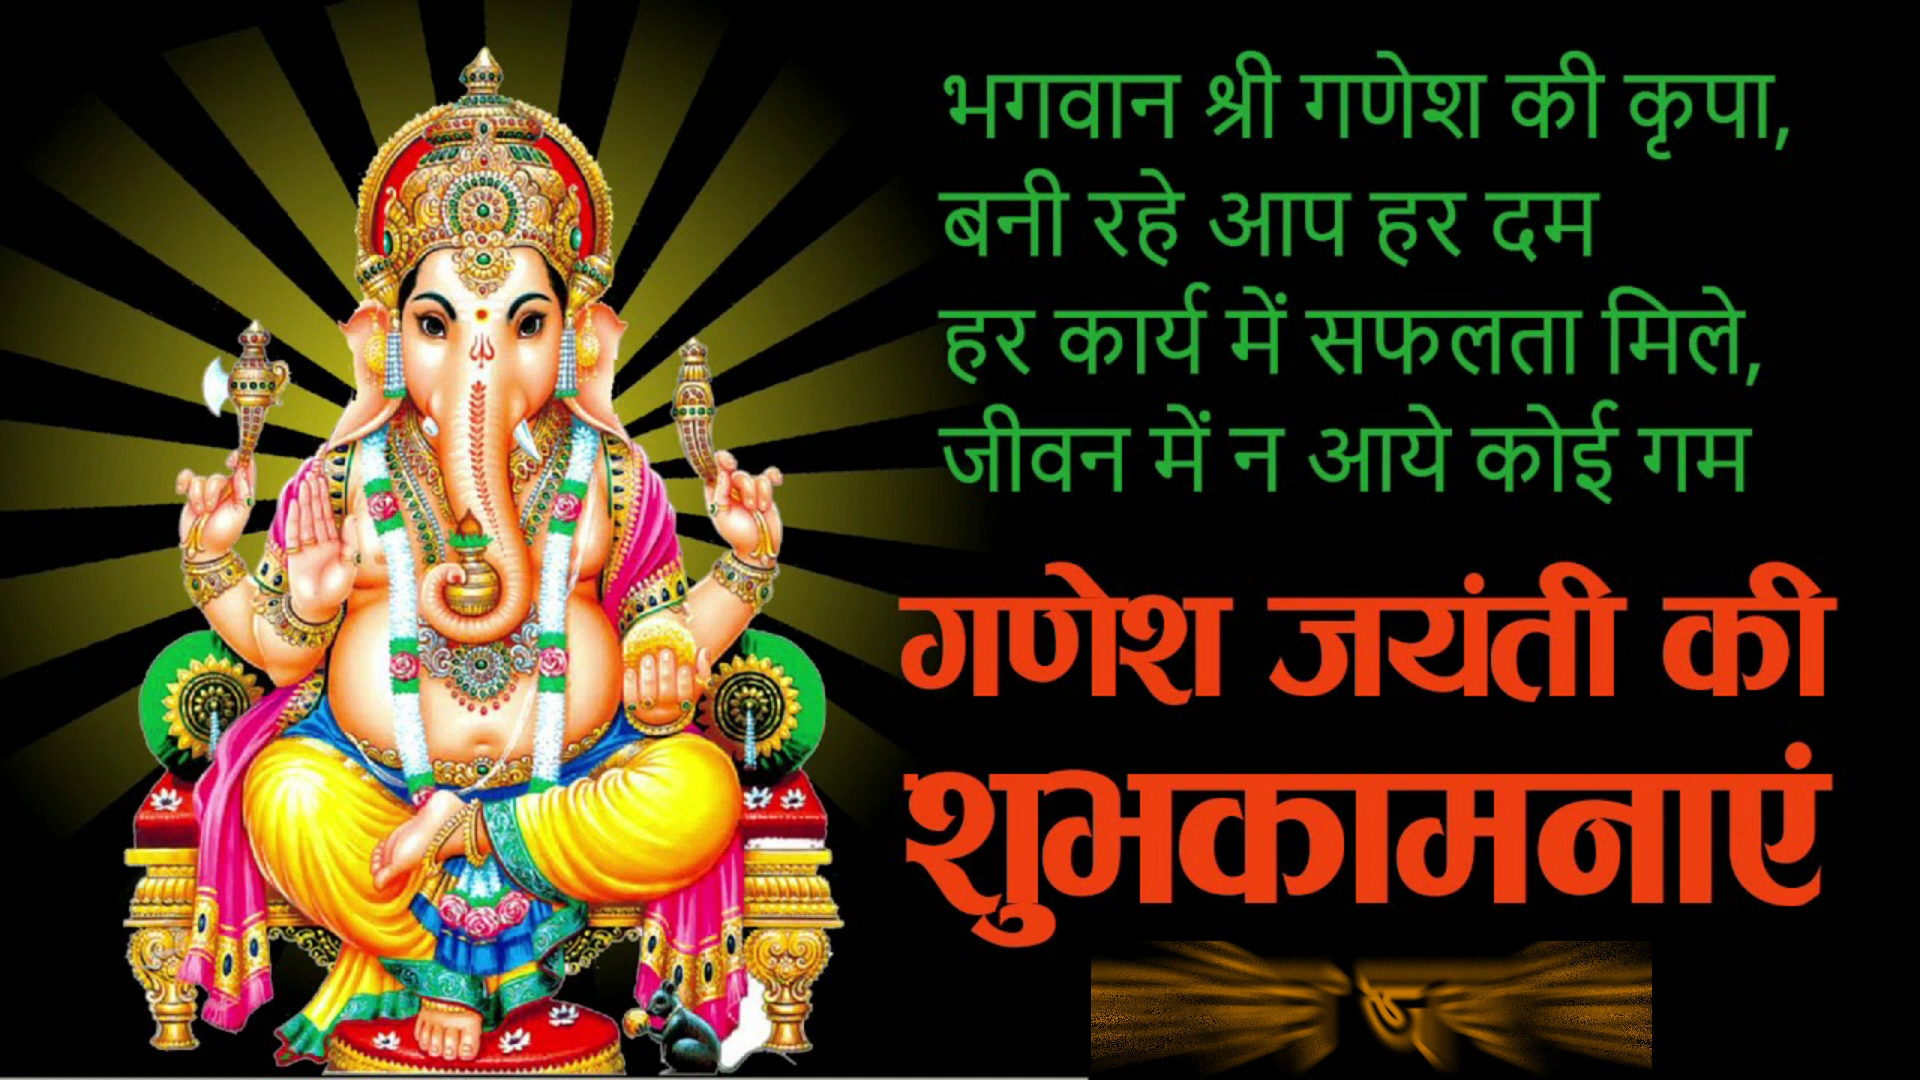 भगवान श्री गणेश की कृपा,
बनी रहे आप हर दम
हर कार्य में सफलता मिले,
जीवन में न आये कोई गम
गणेश जयंती की
शुभकामनाएं